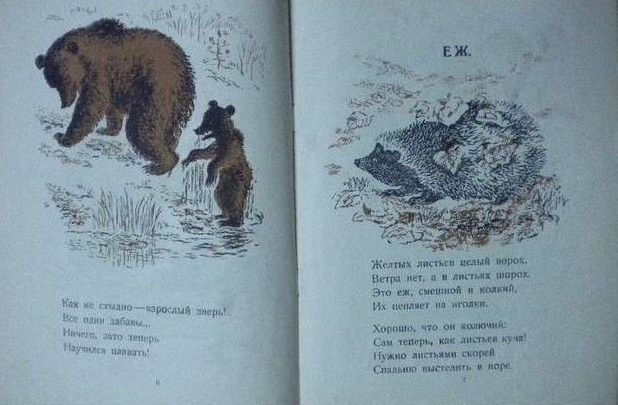 Как не стыдно—взрослый зверь!..
Все одни забавы...
Ничего, зато теперь
Научился плавать!
6
ЕЖ.
Желтых листьев целый ворох,
Ветра нет, а в листьях шорох.
Это еж, смешной и колкий,
Их цепляет на иголки.
Хорошо, что он колючий:
Сам теперь, как листьев куча!
Нужно листьями скорей
Спальню выстелить в норе.
7